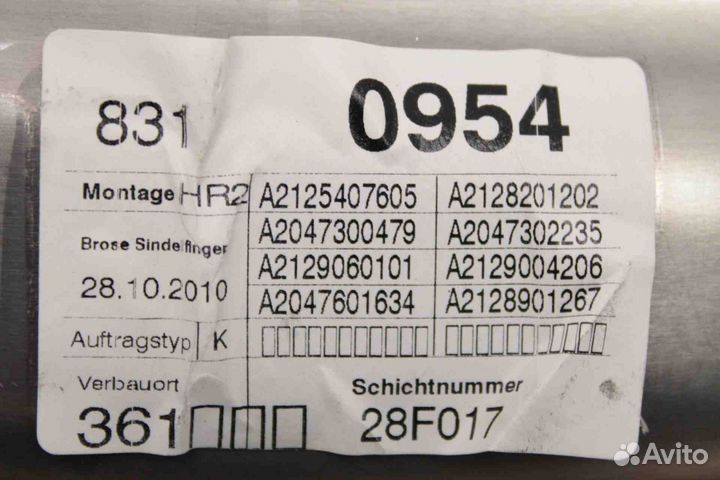 831 0954
Montage HR2 A2125407605 A2128201202
A2047300479 A2047302235
Brose Sindelfinger
A2129060101 A2129004206
28.10.2010
A2047601634 A2128901267
Auftragstyp K
Verbauort Schichtnummer
361 28F017
Avito